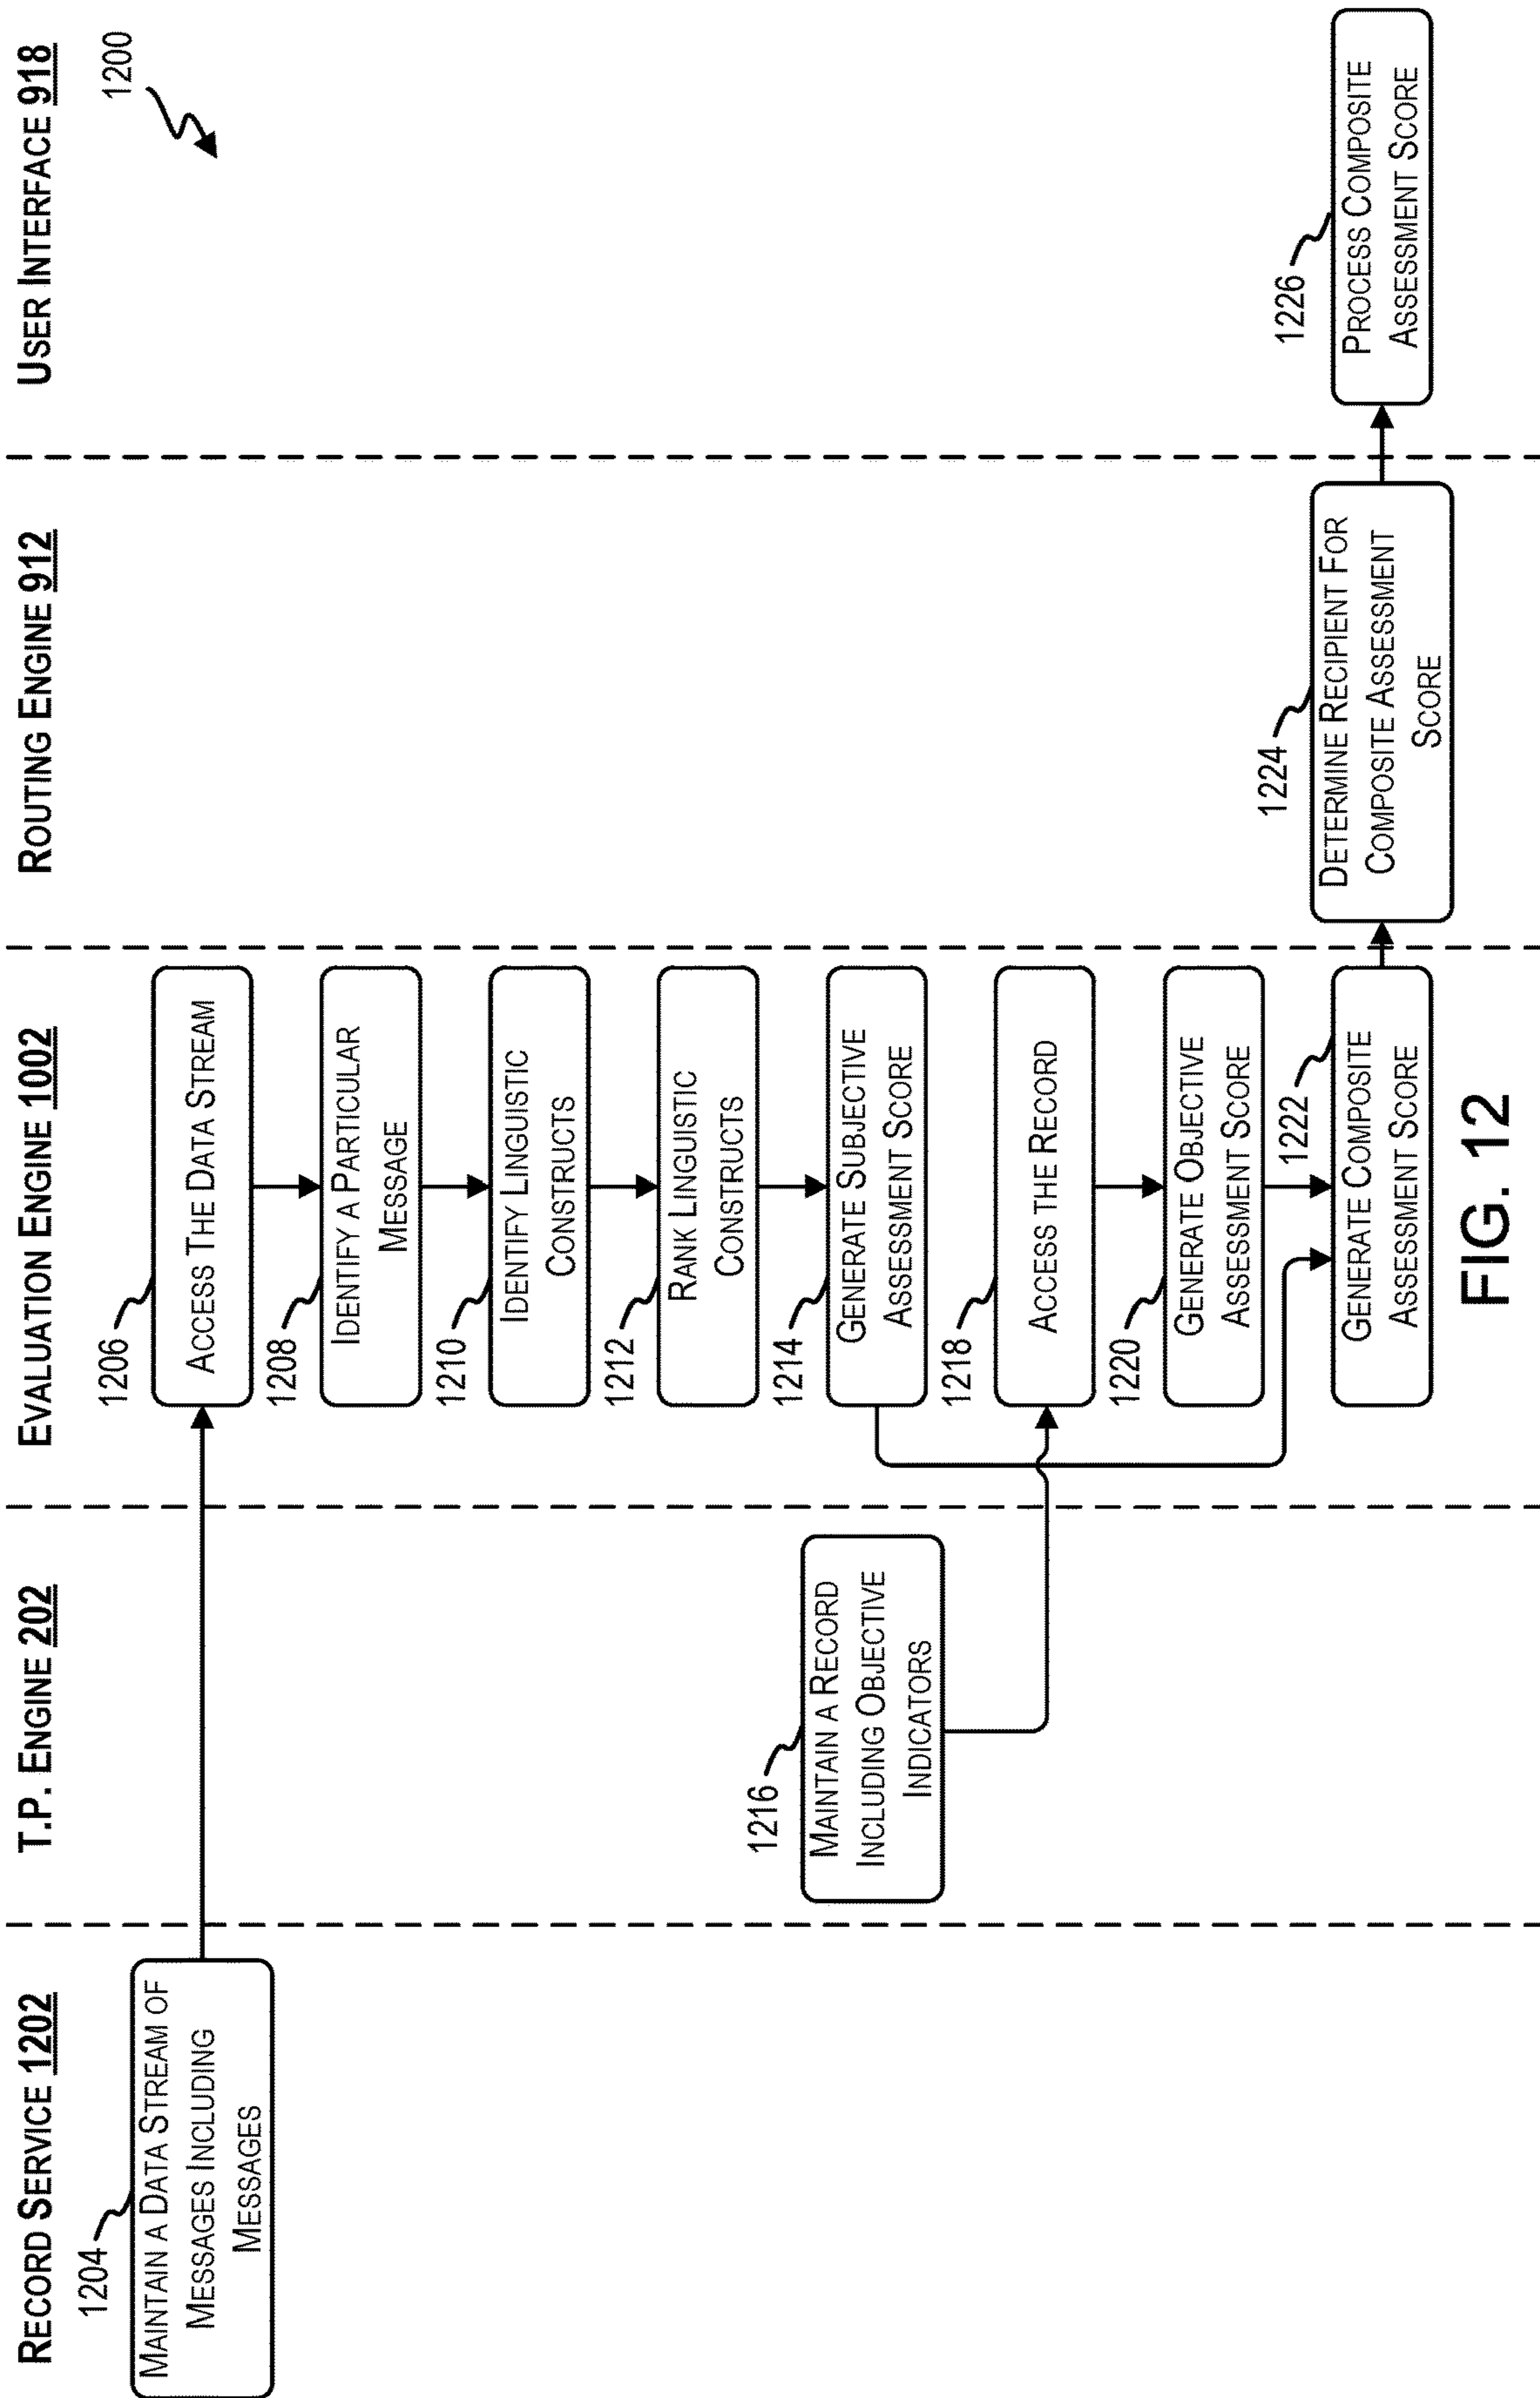 RECORD SERVICE 1202
T.P. ENGINE 202
EVALUATION ENGINE 1002
ROUTING ENGINE 912
USER INTERFACE 918
1200
1204
MAINTAIN A DATA STREAM OF
MESSAGES INCLUDING
MESSAGES
1206
ACCESS THE DATA STREAM
1208
IDENTIFY A PARTICULAR
MESSAGE
1210
IDENTIFY LINGUISTIC
CONSTRUCTS
1212
RANK LINGUISTIC
CONSTRUCTS
1214
GENERATE SUBJECTIVE
ASSESSMENT SCORE
1216
MAINTAIN A RECORD
INCLUDING OBJECTIVE
INDICATORS
1218
ACCESS THE RECORD
1220
GENERATE OBJECTIVE
ASSESSMENT SCORE
1222
GENERATE COMPOSITE
ASSESSMENT SCORE
1224
DETERMINE RECIPIENT FOR
COMPOSITE ASSESSMENT
SCORE
1226
PROCESS COMPOSITE
ASSESSMENT SCORE
FIG. 12